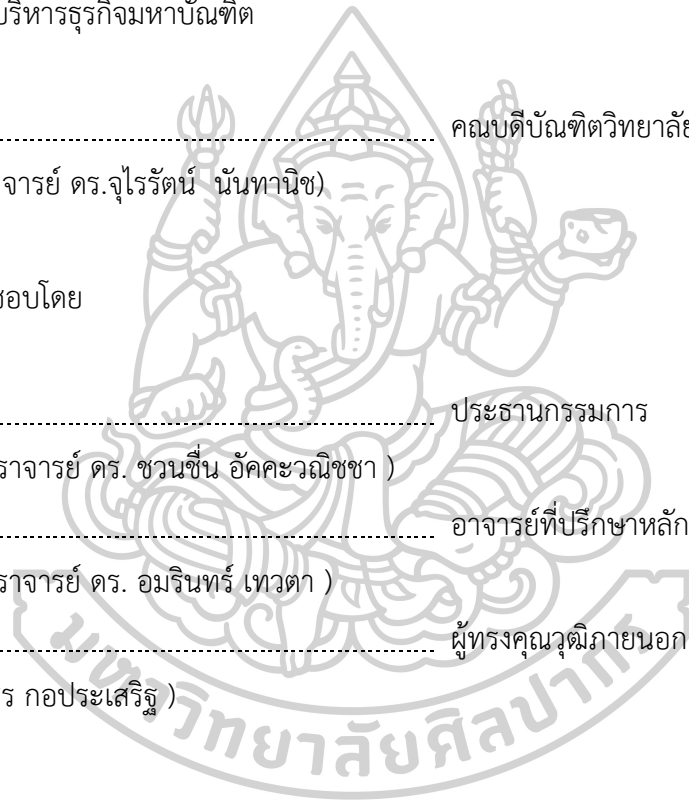 บริหารธุรกิจมหาบัณฑิต
คณบดีบัณฑิตวิทยาลัย
จารย์ ดร.จุไรรัตน์ นันทานิช)
ชอบโดย
ประธานกรรมการ
ราจารย์ ดร. ชวนชื่น อัคคะวณิชชา )
อาจารย์ที่ปรึกษาหลัก
ราจารย์ ดร. อมรินทร์ เทวตา )
ผู้ทรงคุณวุฒิภายนอก
ร กอประเสริฐ )
มหาวิทยาลัยศิลปากร